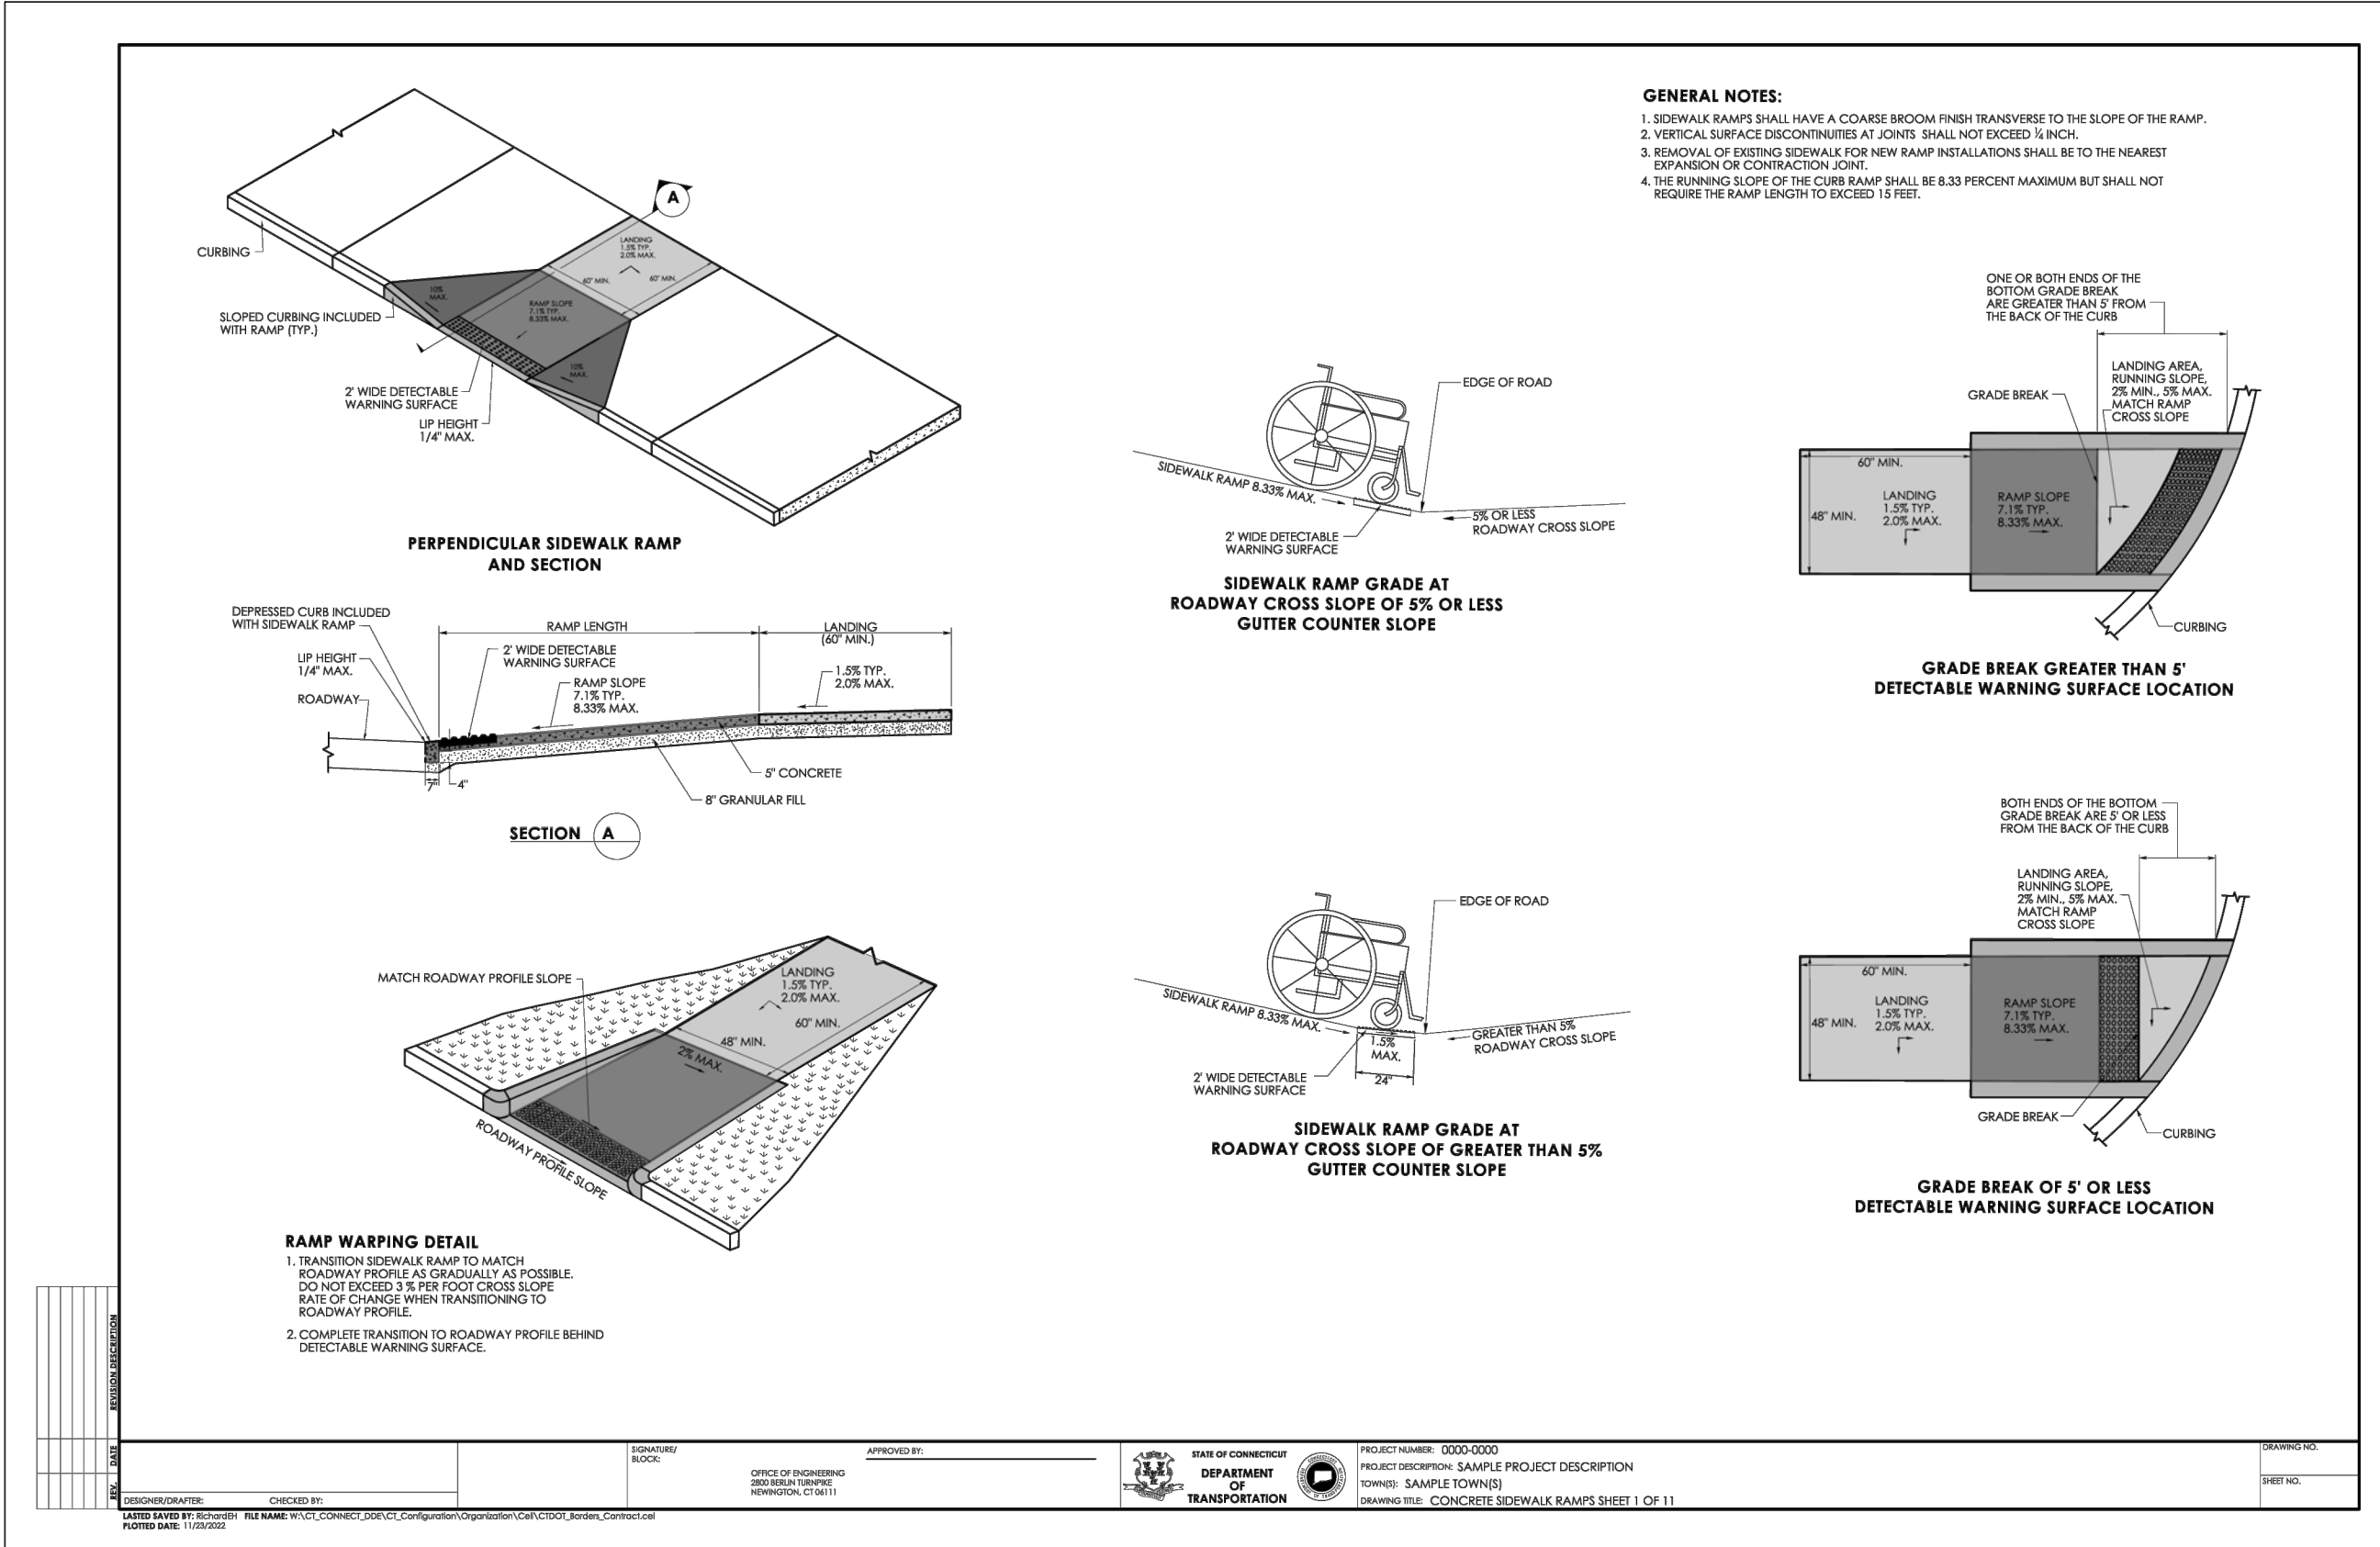 GENERAL NOTES:
1. SIDEWALK RAMPS SHALL HAVE A COARSE BROOM FINISH TRANSVERSE TO THE SLOPE OF THE RAMP.
2. VERTICAL SURFACE DISCONTINUITIES AT JOINTS SHALL NOT EXCEED ¼ INCH.
3. REMOVAL OF EXISTING SIDEWALK FOR NEW RAMP INSTALLATIONS SHALL BE TO THE NEAREST
EXPANSION OR CONTRACTION JOINT.
4. THE RUNNING SLOPE OF THE CURB RAMP SHALL BE 8.33 PERCENT MAXIMUM BUT SHALL NOT
REQUIRE THE RAMP LENGTH TO EXCEED 15 FEET.
A
LANDING
1.5% TYP.
2.0% MAX.
60" MIN.
60" MIN.
CURBING
10%
MAX.
RAMP SLOPE
7.1% TYP.
8.33% MAX.
SLOPED CURBING INCLUDED
WITH RAMP (TYP.)
10%
MAX.
2' WIDE DETECTABLE
WARNING SURFACE
LIP HEIGHT
1/4" MAX.
PERPENDICULAR SIDEWALK RAMP
AND SECTION
DEPRESSED CURB INCLUDED
WITH SIDEWALK RAMP
LIP HEIGHT
1/4" MAX.
ROADWAY
RAMP LENGTH
LANDING
(60" MIN.)
2' WIDE DETECTABLE
WARNING SURFACE
RAMP SLOPE
7.1% TYP.
8.33% MAX.
1.5% TYP.
2.0% MAX.
7"
4"
5" CONCRETE
8" GRANULAR FILL
SECTION A
MATCH ROADWAY PROFILE SLOPE
LANDING
1.5% TYP.
2.0% MAX.
60" MIN.
48" MIN.
2% MAX.
ROADWAY PROFILE SLOPE
RAMP WARPING DETAIL
1. TRANSITION SIDEWALK RAMP TO MATCH
ROADWAY PROFILE AS GRADUALLY AS POSSIBLE.
DO NOT EXCEED 3 % PER FOOT CROSS SLOPE
RATE OF CHANGE WHEN TRANSITIONING TO
ROADWAY PROFILE.
2. COMPLETE TRANSITION TO ROADWAY PROFILE BEHIND
DETECTABLE WARNING SURFACE.
EDGE OF ROAD
SIDEWALK RAMP 8.33% MAX.
5% OR LESS
ROADWAY CROSS SLOPE
2' WIDE DETECTABLE
WARNING SURFACE
SIDEWALK RAMP GRADE AT
ROADWAY CROSS SLOPE OF 5% OR LESS
GUTTER COUNTER SLOPE
EDGE OF ROAD
SIDEWALK RAMP 8.33% MAX.
GREATER THAN 5%
ROADWAY CROSS SLOPE
1.5%
MAX.
24"
2' WIDE DETECTABLE
WARNING SURFACE
SIDEWALK RAMP GRADE AT
ROADWAY CROSS SLOPE OF GREATER THAN 5%
GUTTER COUNTER SLOPE
ONE OR BOTH ENDS OF THE
BOTTOM GRADE BREAK
ARE GREATER THAN 5' FROM
THE BACK OF THE CURB
LANDING AREA,
RUNNING SLOPE,
2% MIN., 5% MAX.
MATCH RAMP
CROSS SLOPE
GRADE BREAK
60" MIN.
48" MIN.
LANDING
1.5% TYP.
2.0% MAX.
RAMP SLOPE
7.1% TYP.
8.33% MAX.
CURBING
GRADE BREAK GREATER THAN 5'
DETECTABLE WARNING SURFACE LOCATION
BOTH ENDS OF THE BOTTOM
GRADE BREAK ARE 5' OR LESS
FROM THE BACK OF THE CURB
LANDING AREA,
RUNNING SLOPE,
2% MIN., 5% MAX.
MATCH RAMP
CROSS SLOPE
60" MIN.
48" MIN.
LANDING
1.5% TYP.
2.0% MAX.
RAMP SLOPE
7.1% TYP.
8.33% MAX.
GRADE BREAK
CURBING
GRADE BREAK OF 5' OR LESS
DETECTABLE WARNING SURFACE LOCATION
REV. DATE REVISION DESCRIPTION
DESIGNER/DRAFTER:
CHECKED BY:
SIGNATURE/
BLOCK:
OFFICE OF ENGINEERING
2800 BERLIN TURNPIKE
NEWINGTON, CT 06111
APPROVED BY:
STATE OF CONNECTICUT
DEPARTMENT
OF
TRANSPORTATION
PROJECT NUMBER: 0000-0000
PROJECT DESCRIPTION: SAMPLE PROJECT DESCRIPTION
TOWN(S): SAMPLE TOWN(S)
DRAWING TITLE: CONCRETE SIDEWALK RAMPS SHEET 1 OF 11
DRAWING NO.
SHEET NO.
LASTED SAVED BY: RichardEH FILE NAME: W:\CT_CONNECT_DDE\CT_Configuration\Organization\Cell\CTDOT_Borders_Contract.cel
PLOTTED DATE: 11/23/2022